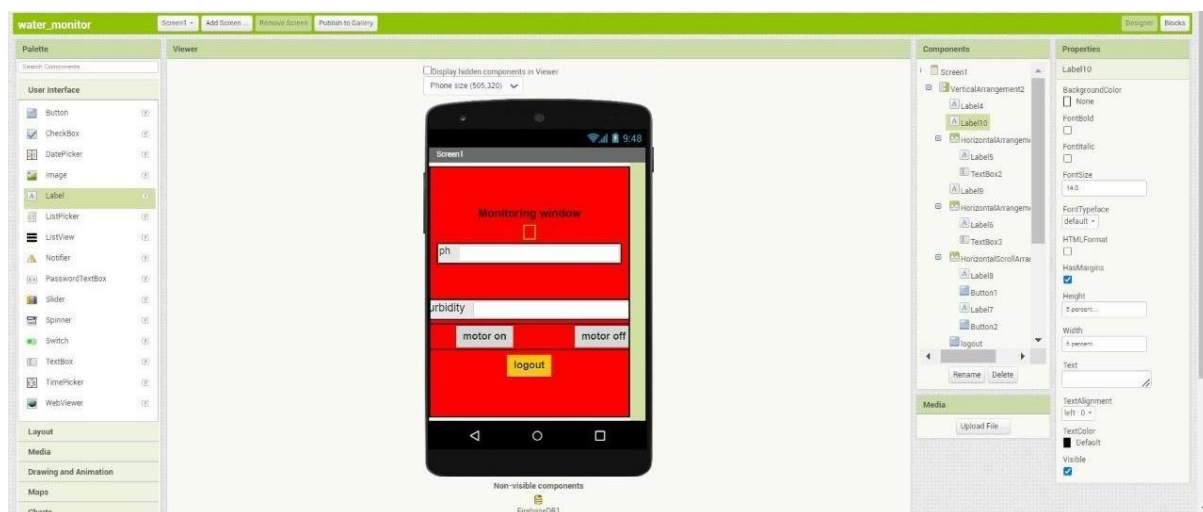 water_monitor
Screen1
Add Screen ...
Remove Screen
Publish to Gallery
Designer
Blocks
Palette
Search Components...
User Interface
Button
CheckBox
DatePicker
Image
Label
ListPicker
ListView
Notifier
PasswordTextBox
Slider
Spinner
Switch
TextBox
TimePicker
WebViewer
Layout
Media
Drawing and Animation
Maps
Charts
Viewer
Display hidden components in Viewer
Phone size (505,320)
9:48
Screen1
Monitoring window
ph
urbidity
motor on
motor off
logout
Non-visible components
FirebaseDB1
Components
Screen1
VerticalArrangement2
Label4
Label10
HorizontalArrangeme
Label5
TextBox2
Label9
HorizontalArrangeme
Label6
TextBox3
HorizontalScrollArra
Label8
Button1
Label7
Button2
logout
Rename
Delete
Media
Upload File ...
Properties
Label10
BackgroundColor
None
FontBold
FontItalic
FontSize
14.0
FontTypeface
default
HTMLFormat
HasMargins
Height
5 percent...
Width
5 percent...
Text
TextAlignment
left : 0
TextColor
Default
Visible